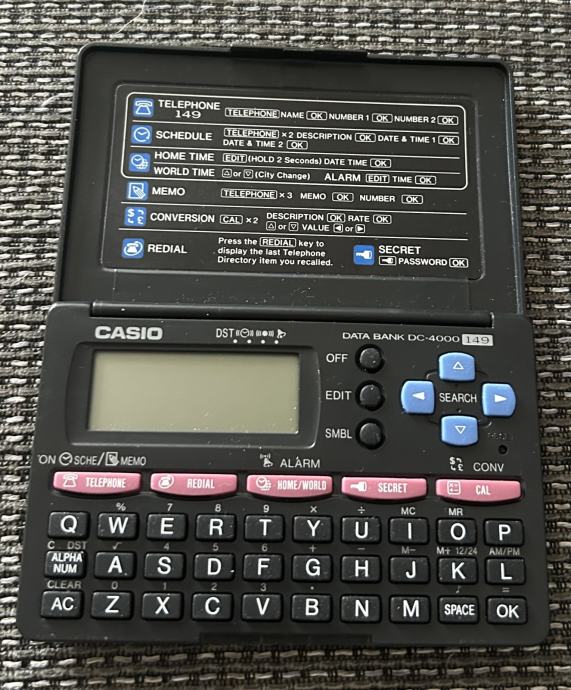 TELEPHONE
149
TELEPHONE NAME OK NUMBER 1 OK NUMBER 2 OK
SCHEDULE
TELEPHONE ×2 DESCRIPTION OK DATE & TIME 1 OK
DATE & TIME 2 OK
HOME TIME EDIT (HOLD 2 Seconds) DATE TIME OK
WORLD TIME △ or ▽ (City Change) ALARM EDIT TIME OK
MEMO TELEPHONE ×3 MEMO OK NUMBER OK
$ £ CONVERSION CAL ×2 DESCRIPTION OK RATE OK
△ or ▽ VALUE ◁ or ▷
REDIAL
Press the REDIAL key to
display the last Telephone
Directory item you recalled.
SECRET
PASSWORD OK
CASIO
DST
DATA BANK DC-4000 149
OFF
EDIT
SMBL
SEARCH
ON SCHE/MEMO ALARM $ £ CONV
TELEPHONE REDIAL HOME/WORLD SECRET CAL
% 7 8 9 × ÷ MC MR
Q W E R T Y U I O P
C DST √ 4 5 6 + − M− M+ 12/24 AM/PM
ALPHA NUM A S D F G H J K L
CLEAR 0 1 2 3 • =
AC Z X C V B N M SPACE OK